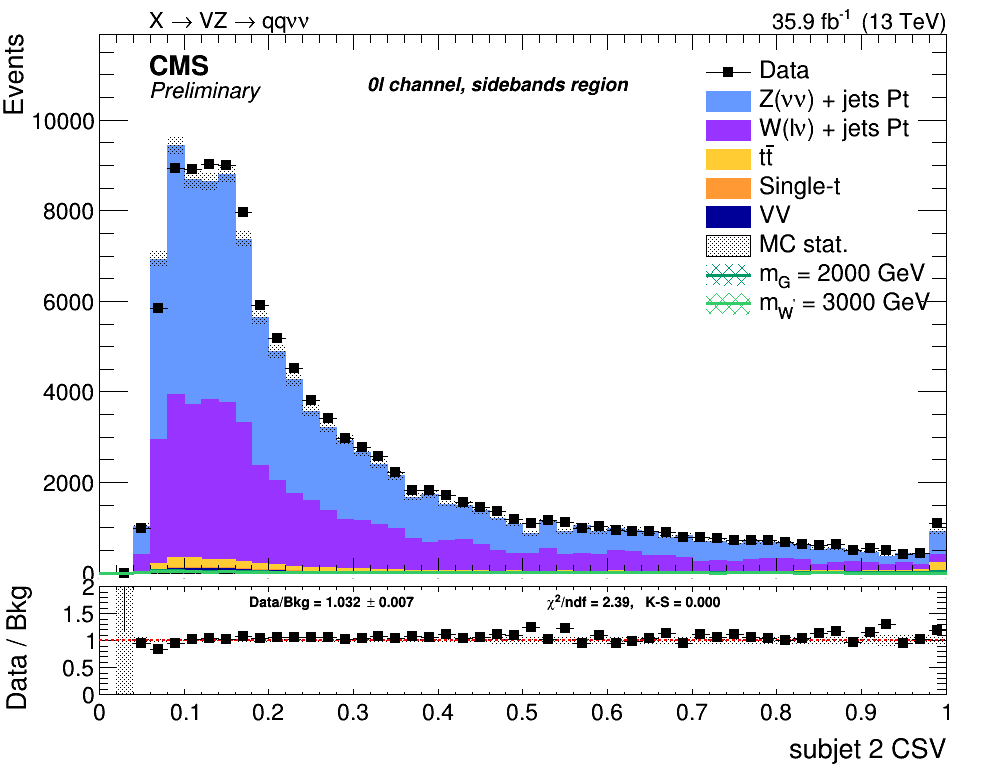 X → VZ → qqνν
35.9 fb⁻¹ (13 TeV)
Events
CMS
Preliminary
0l channel, sidebands region
Data
Z(νν) + jets Pt
W(lν) + jets Pt
tt̄
Single-t
VV
MC stat.
m_G = 2000 GeV
m_W' = 3000 GeV
10000
8000
6000
4000
2000
0
Data / Bkg
Data/Bkg = 1.032 ± 0.007
χ²/ndf = 2.39, K-S = 0.000
2
1.5
1
0.5
0
0 0.1 0.2 0.3 0.4 0.5 0.6 0.7 0.8 0.9 1
subjet 2 CSV